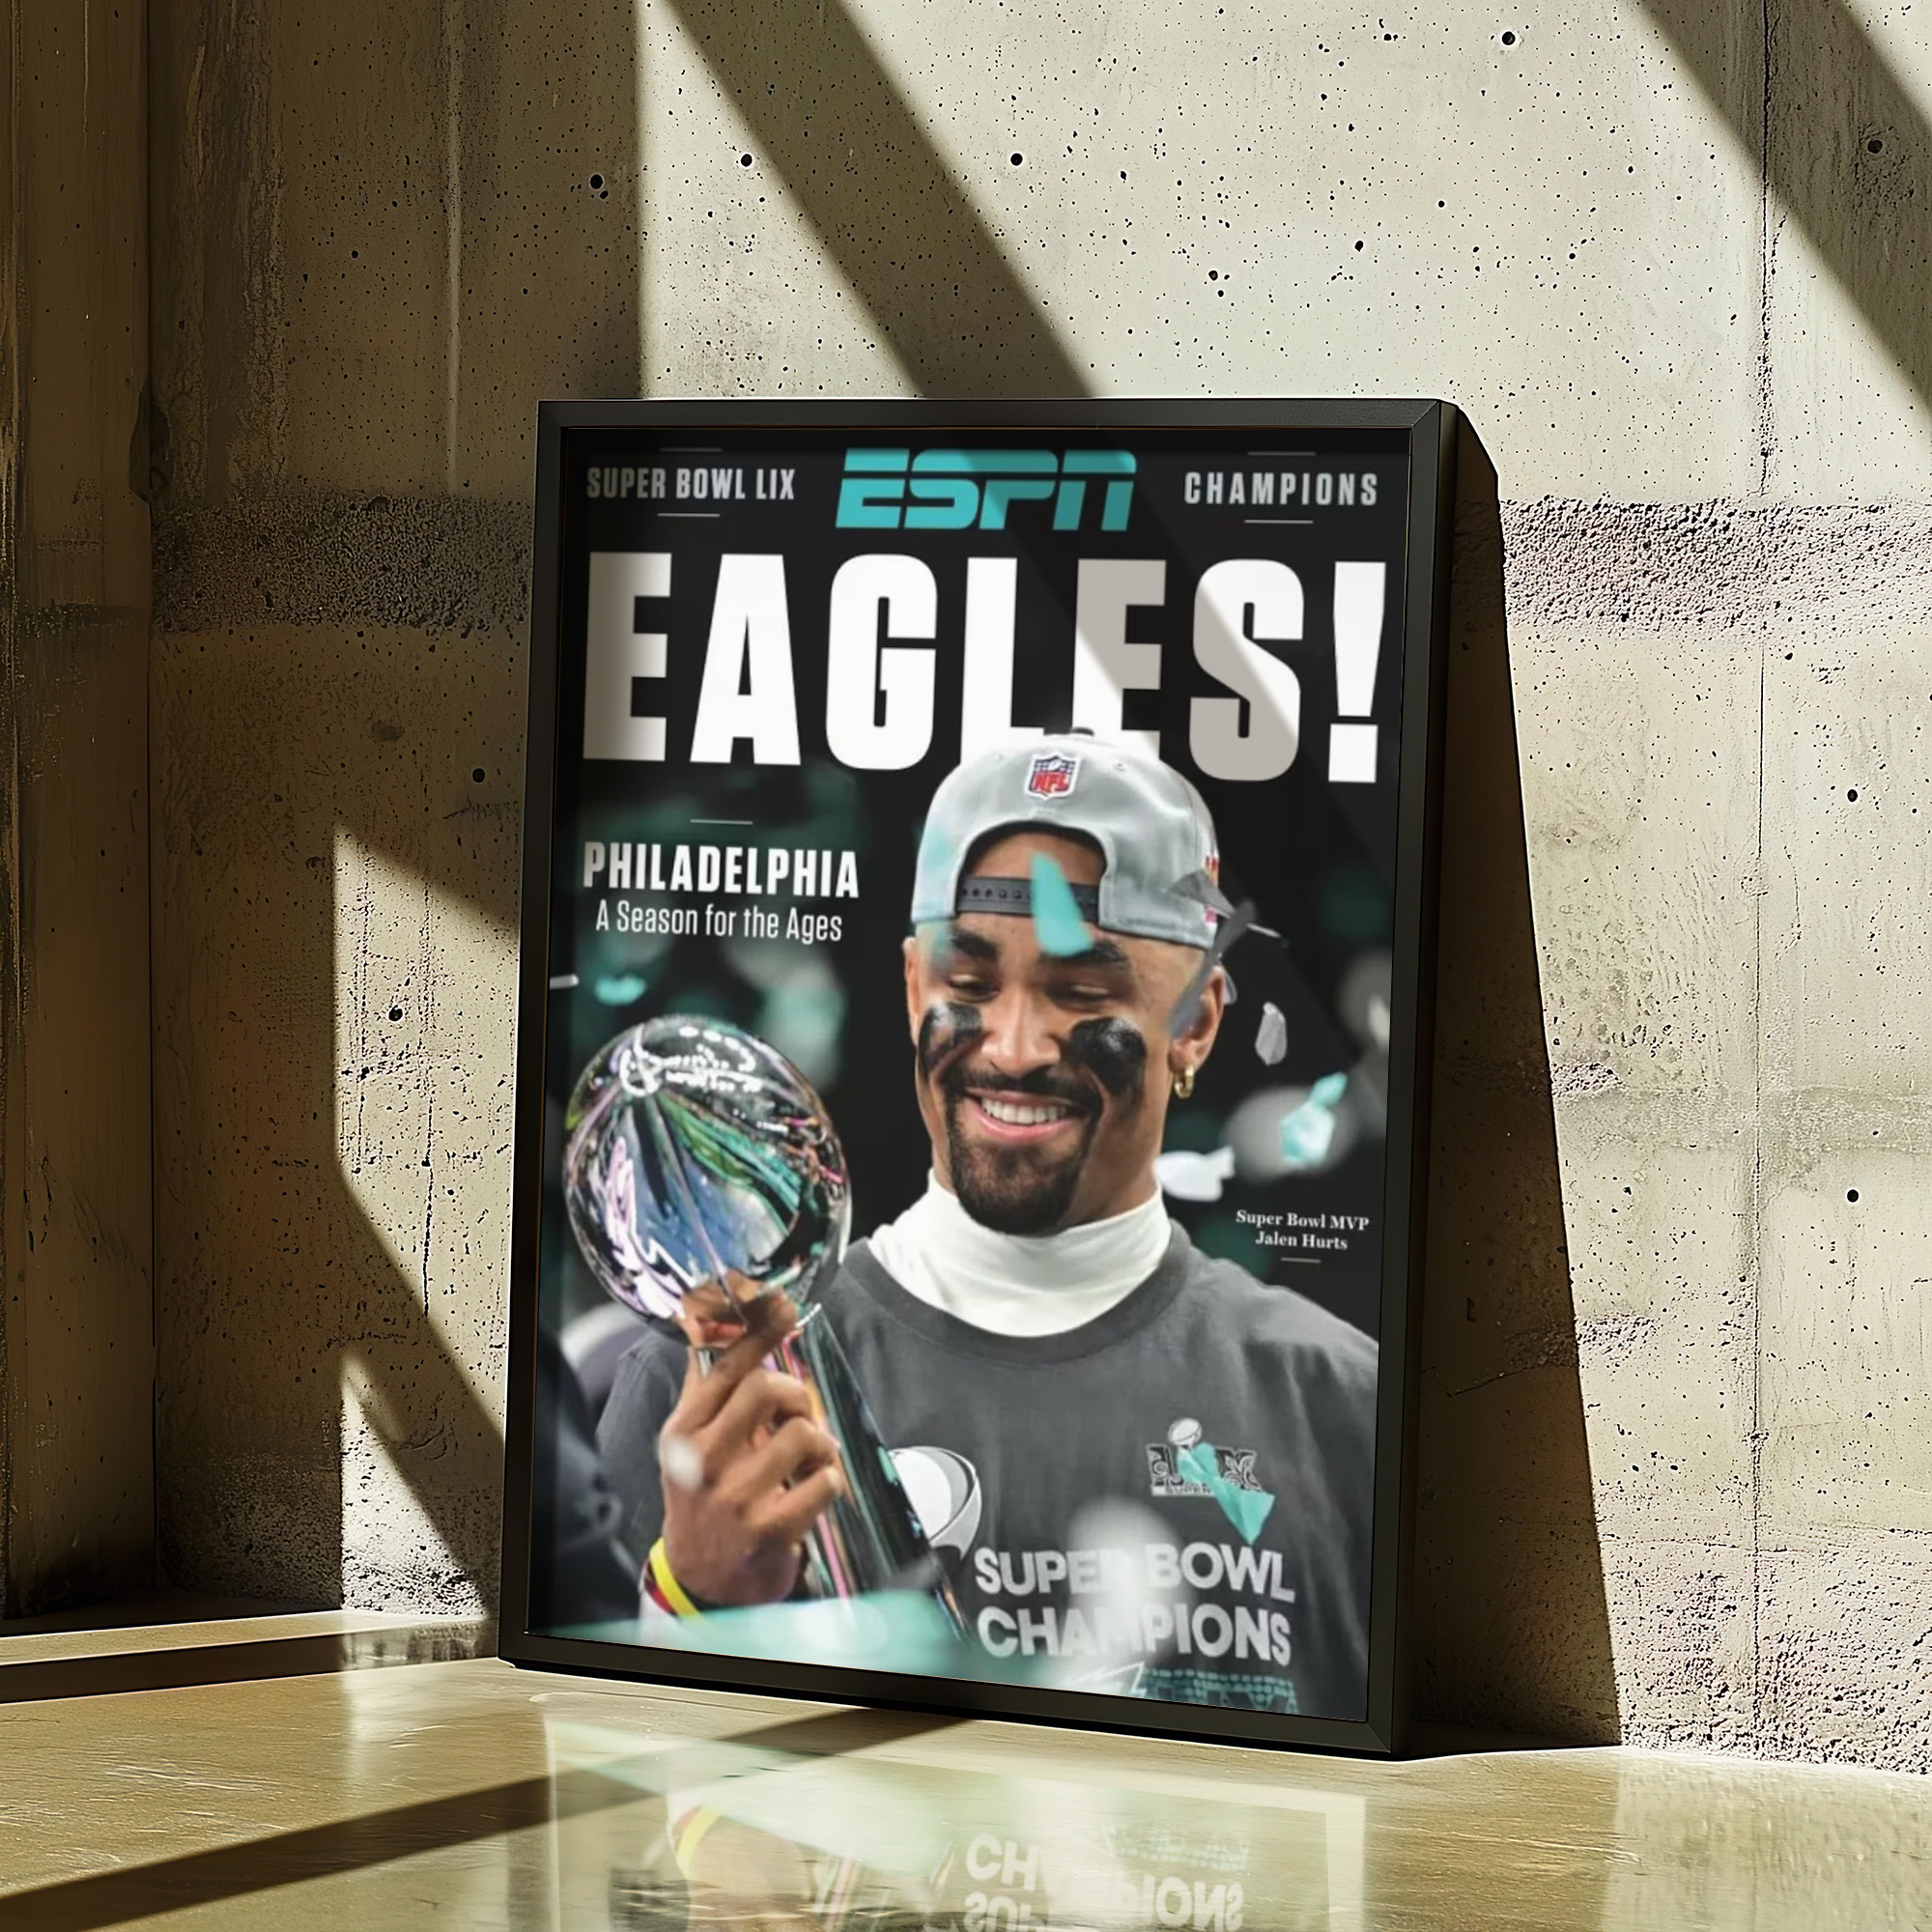 SUPER BOWL LIX
ESPN
CHAMPIONS
EAGLES!
NFL
PHILADELPHIA
A Season for the Ages
Super Bowl MVP
Jalen Hurts
SUPER BOWL
CHAMPIONS